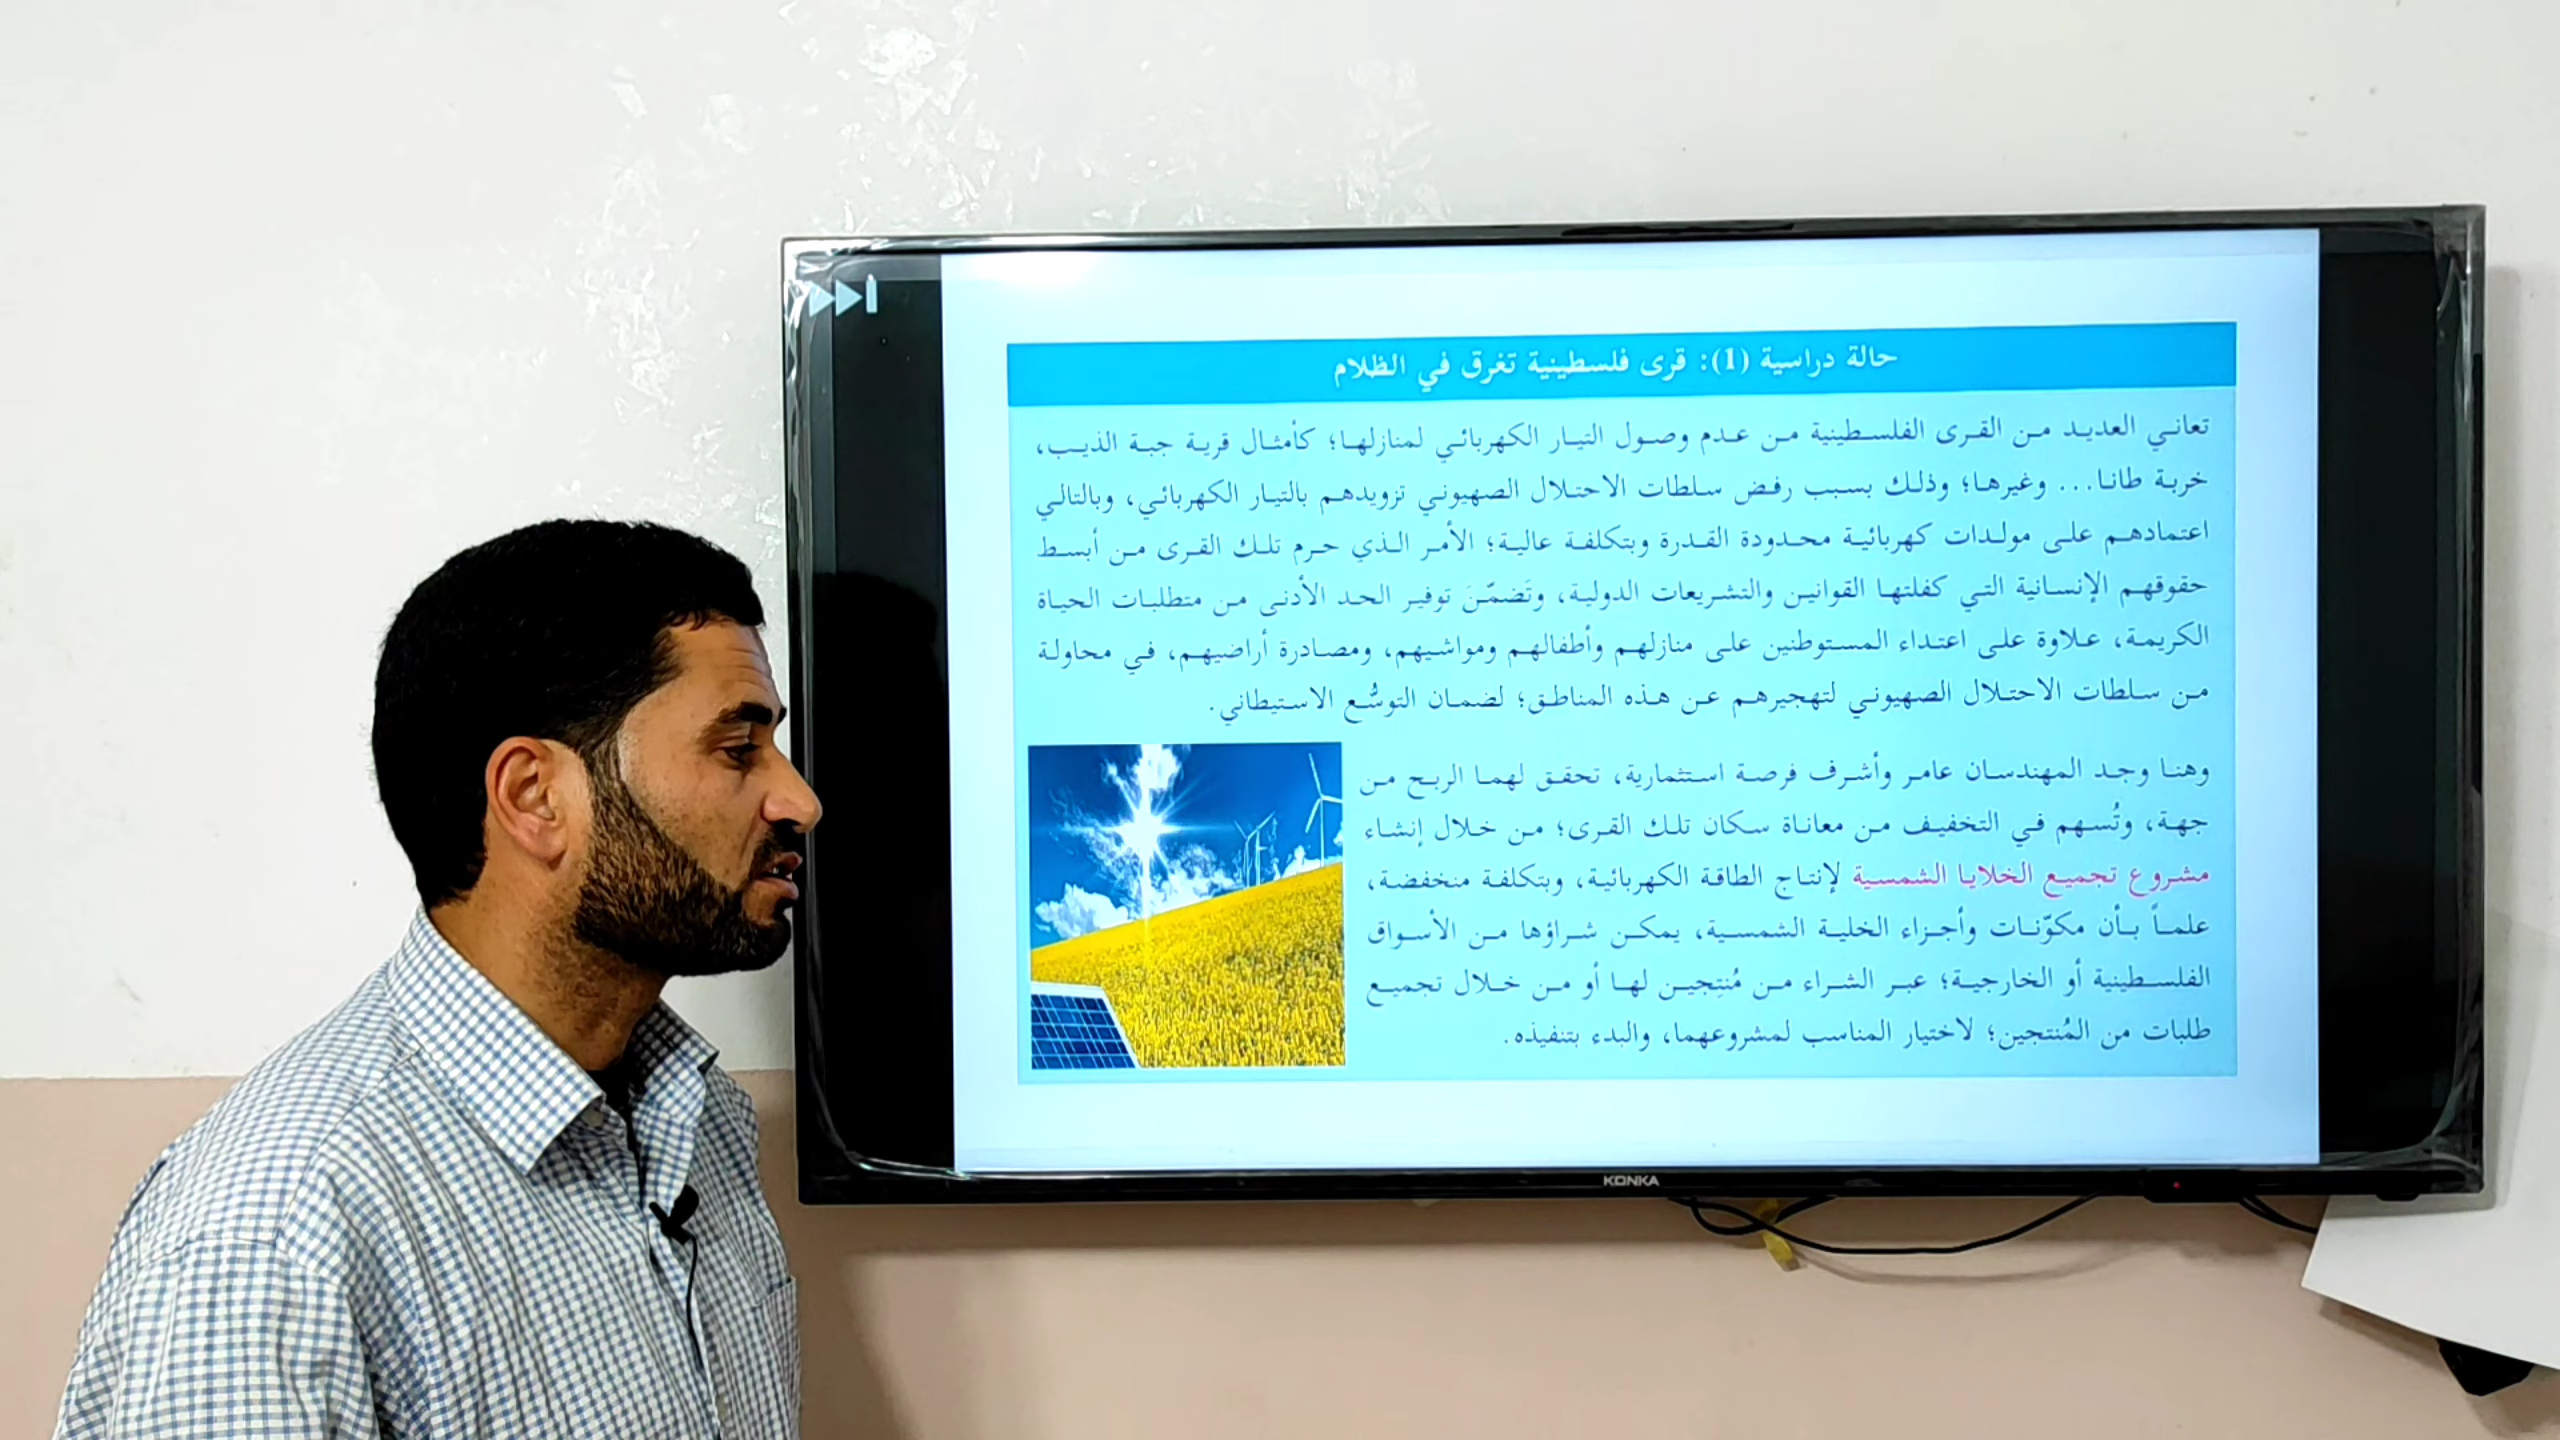 حالة دراسية (1): قرى فلسطينية تغرق في الظلام
تعاني العديد من القرى الفلسطينية من عدم وصول التيار الكهربائي لمنازلها؛ كأمثال قرية جبة الذيب،
خربة طانا... وغيرها؛ وذلك بسبب رفض سلطات الاحتلال الصهيوني تزويدهم بالتيار الكهربائي، وبالتالي
اعتمادهم على مولدات كهربائية محدودة القدرة وبتكلفة عالية؛ الأمر الذي حرم تلك القرى من أبسط
حقوقهم الإنسانية التي كفلتها القوانين والتشريعات الدولية، وتَضمّنَ توفير الحد الأدنى من متطلبات الحياة
الكريمة، علاوة على اعتداء المستوطنين على منازلهم وأطفالهم ومواشيهم، ومصادرة أراضيهم، في محاولة
من سلطات الاحتلال الصهيوني لتهجيرهم عن هذه المناطق؛ لضمان التوسُّع الاستيطاني.
وهنا وجد المهندسان عامر وأشرف فرصة استثمارية، تحقق لهما الربح من
جهة، وتُسهم في التخفيف من معاناة سكان تلك القرى؛ من خلال إنشاء
مشروع تجميع الخلايا الشمسية لإنتاج الطاقة الكهربائية، وبتكلفة منخفضة،
علماً بأن مكوّنات وأجزاء الخلية الشمسية، يمكن شراؤها من الأسواق
الفلسطينية أو الخارجية؛ عبر الشراء من مُنتِجين لها أو من خلال تجميع
طلبات من المُنتجين؛ لاختيار المناسب لمشروعهما، والبدء بتنفيذه.
KONKA